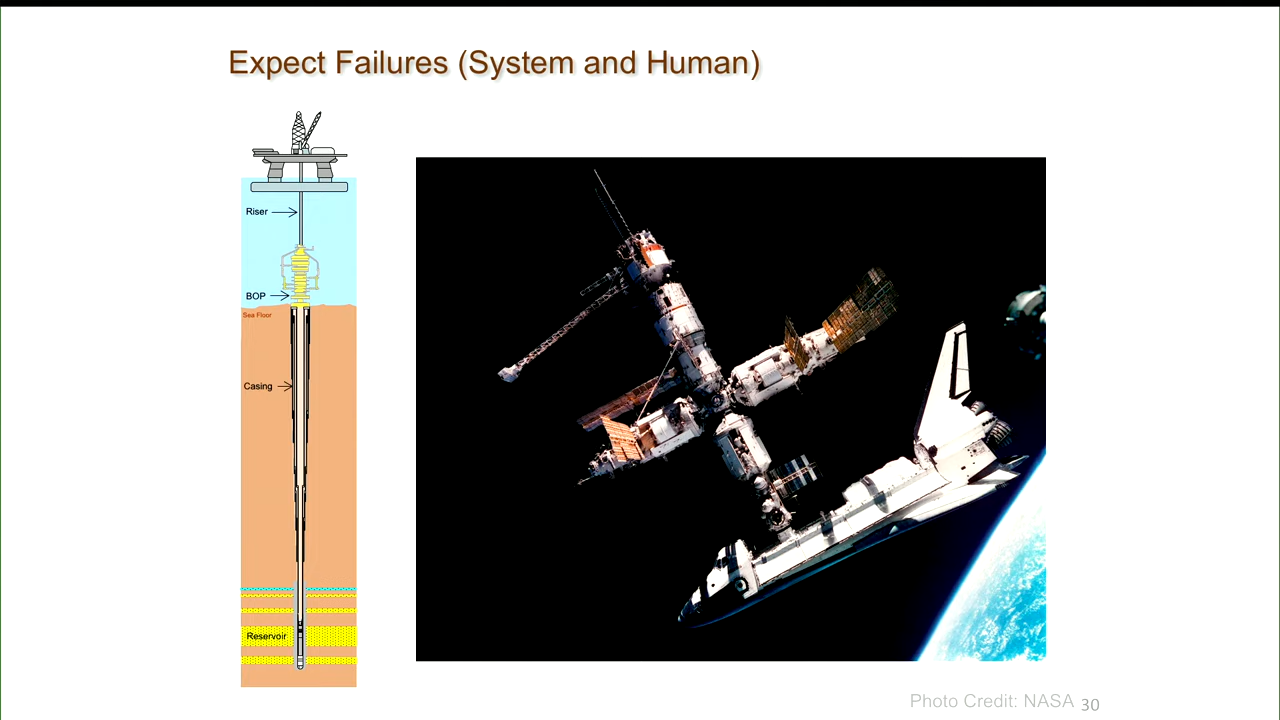 Expect Failures (System and Human)
Riser
BOP
Sea Floor
Casing
Reservoir
Photo Credit: NASA 30